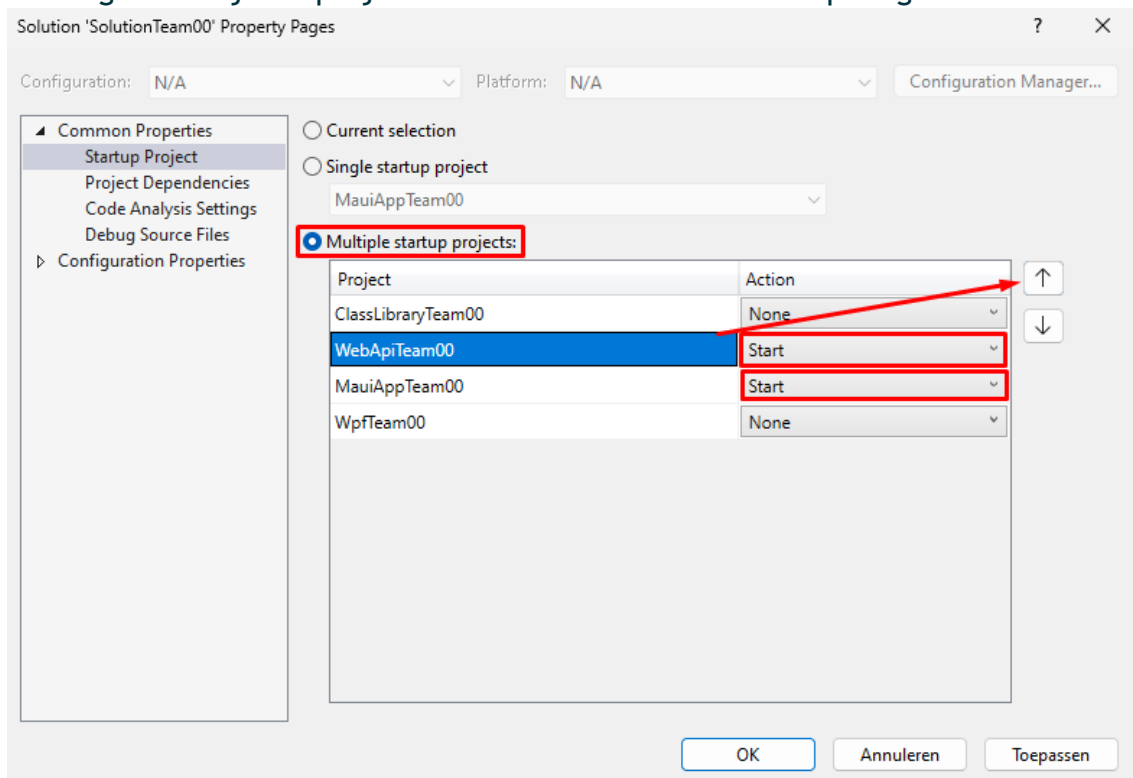 Solution 'SolutionTeam00' Property Pages ? ×
Configuration: N/A Platform: N/A Configuration Manager...
Common Properties
Startup Project
Project Dependencies
Code Analysis Settings
Debug Source Files
Configuration Properties
Current selection
Single startup project
MauiAppTeam00
Multiple startup projects:
Project Action
ClassLibraryTeam00 None
WebApiTeam00 Start
MauiAppTeam00 Start
WpfTeam00 None
OK Annuleren Toepassen